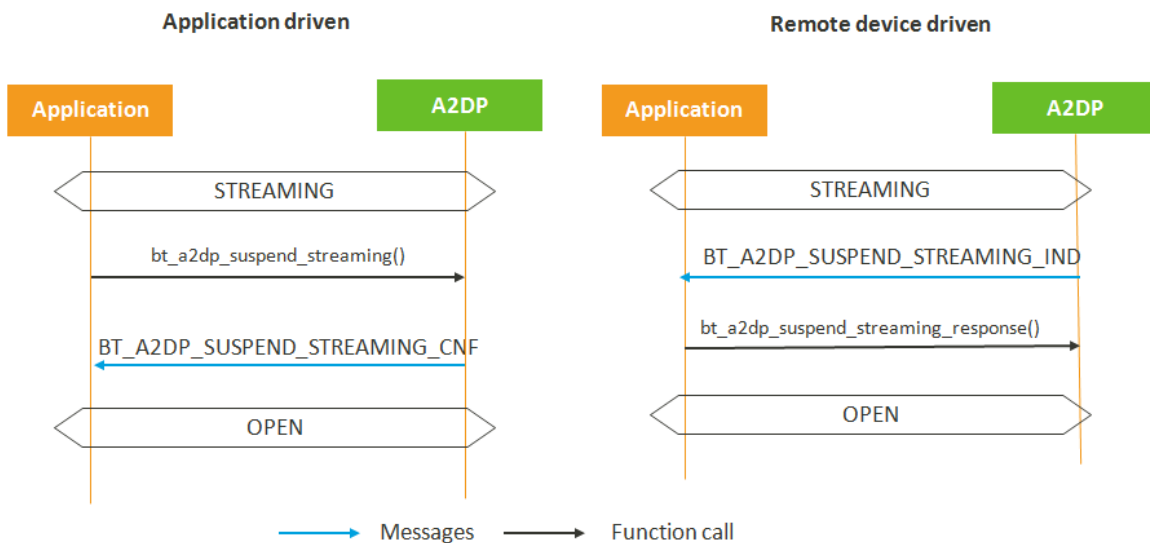 Application driven
Remote device driven
Application
A2DP
Application
A2DP
STREAMING
STREAMING
bt_a2dp_suspend_streaming()
BT_A2DP_SUSPEND_STREAMING_IND
bt_a2dp_suspend_streaming_response()
BT_A2DP_SUSPEND_STREAMING_CNF
OPEN
OPEN
Messages
Function call